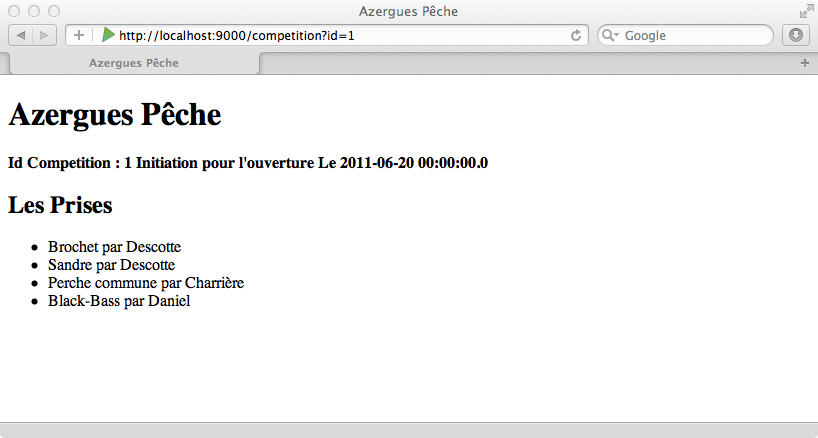 Azergues Pêche
http://localhost:9000/competition?id=1
Google
Azergues Pêche
Azergues Pêche
Id Competition : 1 Initiation pour l'ouverture Le 2011-06-20 00:00:00.0
Les Prises
Brochet par Descotte
Sandre par Descotte
Perche commune par Charrière
Black-Bass par Daniel